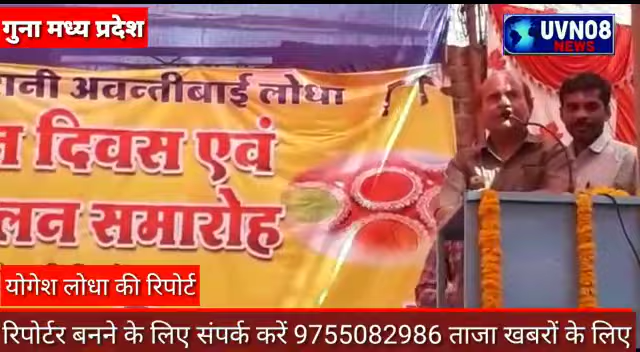 गुना मध्य प्रदेश
UVN08
NEWS
रानी अवन्तीबाई लोधा
दिवस एवं
लन समारोह
योगेश लोधा की रिपोर्ट
रिपोर्टर बनने के लिए संपर्क करें 9755082986 ताजा खबरों के लिए